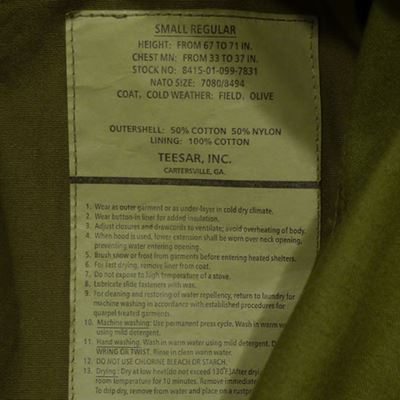 SMALL REGULAR
HEIGHT: FROM 67 TO 71 IN.
CHEST MN: FROM 33 TO 37 IN.
STOCK NO: 8415-01-099-7831
NATO SIZE: 7080/8494
COAT, COLD WEATHER: FIELD, OLIVE
OUTERSHELL: 50% COTTON 50% NYLON
LINING: 100% COTTON
TEESAR, INC.
CARTERSVILLE, GA.
1. Wear as outer garment or as under-layer in cold dry climate.
2. Wear button-in liner for added insulation.
3. Adjust closures and drawcords to ventilate; avoid overheating of body.
4. When hood is used, lower extension shall be worn over neck opening,
preventing water entering opening.
5. Brush snow or frost from garments before entering heated shelters.
6. For fast drying, remove liner from coat.
7. Do not expose to high temperature of a stove.
8. Lubricate slide fasteners with wax.
9. For cleaning and restoring of water repellency, return to laundry for
machine washing in accordance with established procedures for
quarpel treated garments.
10. Machine washing: Use permanent press cycle. Wash in warm w
using mild detergent.
11. Hand washing: Wash in warm water using mild detergent. D
WRING OR TWIST. Rinse in clean warm water.
12. DO NOT USE CHLORINE BLEACH OR STARCH.
13. Drying: Dry at low heat(do not exceed 130°F)After d
room temperature for 10 minutes. Remove immediate
To drip dry, remove from water and place on a rustp